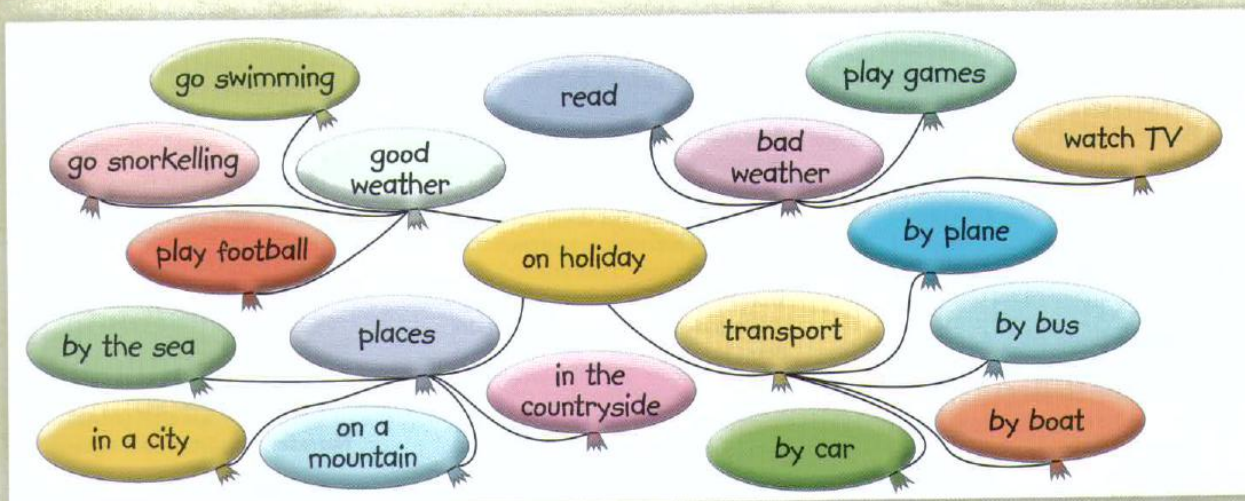 go swimming
read
play games
go snorkelling
good
weather
bad
weather
watch TV
play football
on holiday
by plane
by the sea
places
transport
by bus
in a city
on a
mountain
in the
countryside
by car
by boat